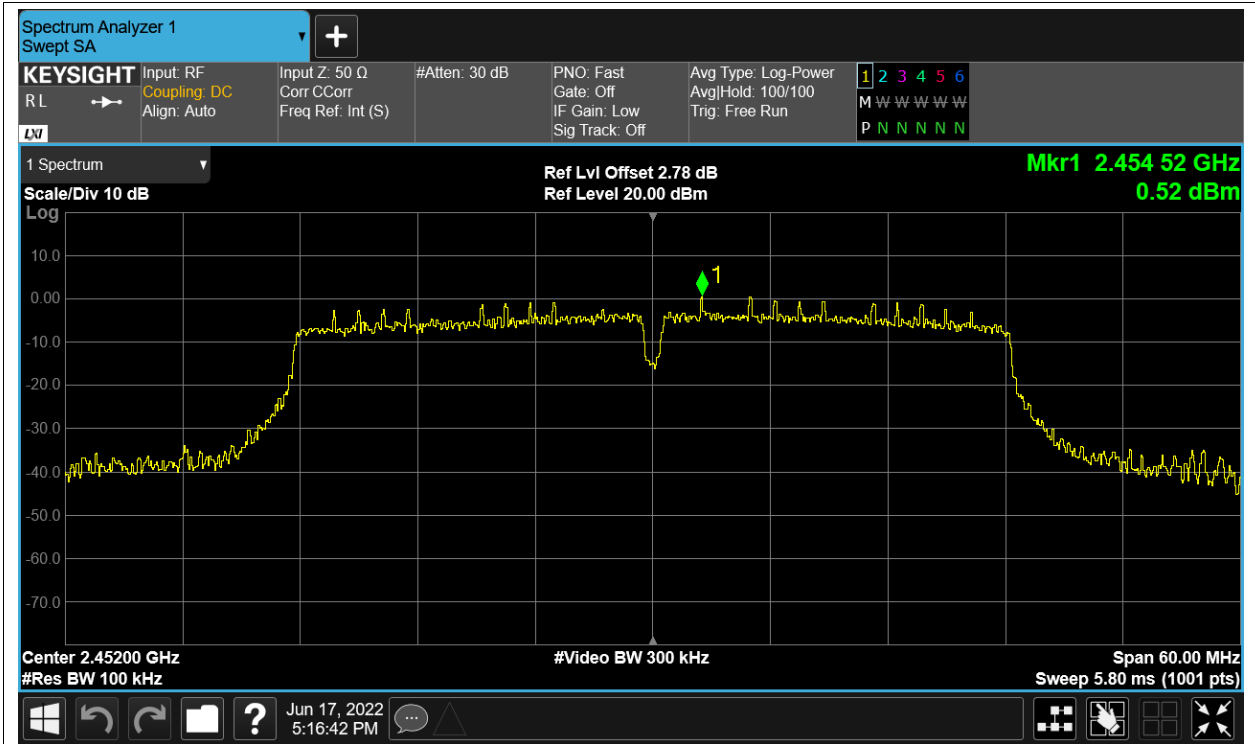 Spectrum Analyzer 1
Swept SA
KEYSIGHT
R L
LXI
Input: RF
Coupling: DC
Align: Auto
Input Z: 50 Ω
Corr CCorr
Freq Ref: Int (S)
#Atten: 30 dB
PNO: Fast
Gate: Off
IF Gain: Low
Sig Track: Off
Avg Type: Log-Power
Avg|Hold: 100/100
Trig: Free Run
1 2 3 4 5 6
M W W W W W
P N N N N N
1 Spectrum
Scale/Div 10 dB
Log
Ref Lvl Offset 2.78 dB
Ref Level 20.00 dBm
Mkr1 2.454 52 GHz
0.52 dBm
10.0
0.00
-10.0
-20.0
-30.0
-40.0
-50.0
-60.0
-70.0
1
Center 2.45200 GHz
#Res BW 100 kHz
#Video BW 300 kHz
Span 60.00 MHz
Sweep 5.80 ms (1001 pts)
?
Jun 17, 2022
5:16:42 PM